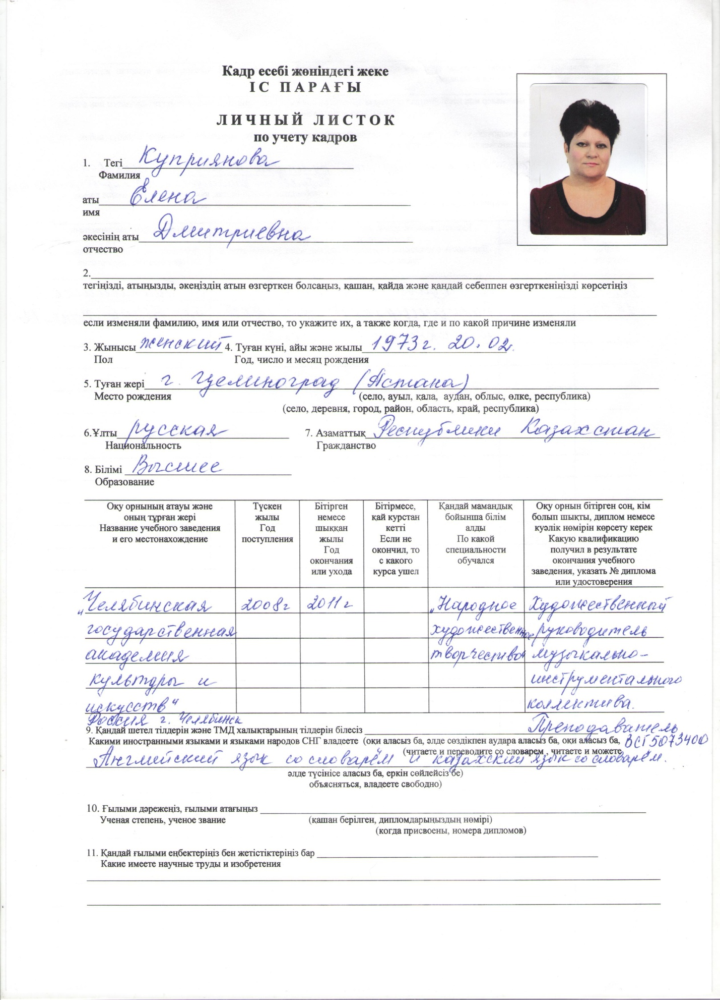 Кадр есебі жөніндегі жеке
ІС ПАРАҒЫ
ЛИЧНЫЙ ЛИСТОК
по учету кадров
1. Тегі Куприянова
Фамилия
аты Елена
имя
әкесінің аты Дмитриевна
отчество
2.
тегіңізді, атыңызды, әкеңіздің атын өзгерткен болсаңыз, қашан, қайда және қандай себеппен өзгерткеніңізді көрсетіңіз
если изменяли фамилию, имя или отчество, то укажите их, а также когда, где и по какой причине изменяли
3. Жынысы женский 4. Туған күні, айы және жылы 1973г. 20.02.
Пол Год, число и месяц рождения
5. Туған жері г. Целиноград (Астана)
Место рождения (село, ауыл, қала, аудан, облыс, өлке, республика)
(село, деревня, город, район, область, край, республика)
6.Ұлты русская 7. Азаматтық Республики Казахстан
Национальность Гражданство
8. Білімі Высшее
Образование
Оқу орнының атауы және
оның тұрған жері
Название учебного заведения
и его местонахождение
Түскен
жылы
Год
поступления
Бітірген
немесе
шыққан
жылы
Год
окончания
или ухода
Бітірмесе,
қай курстан
кетті
Если не
окончил, то
с какого
курса ушел
Қандай мамандық
бойынша білім
алды
По какой
специальности
обучался
Оқу орнын бітірген соң, кім
болып шықты, диплом немесе
куәлік нөмірін көрсету керек
Какую квалификацию
получил в результате
окончания учебного
заведения, указать № диплома
или удостоверения
„Челябинская 2008г 2011г „Народное Художественный
государственная художественное руководитель
академия творчество" музыкально-
культуры и инструментального
искусств" коллектива.
Россия г. Челябинск
9. Қандай шетел тілдерін және ТМД халықтарының тілдерін білесіз Преподаватель
Какими иностранными языками и языками народов СНГ владеете (оқи аласыз ба, әлде сөздікпен аудара аласыз ба, оқи аласыз ба, ВСГ5073400
(читаете и переводите со словарем , читаете и можете
Английский язык со словарём и казахский язык со словарём.
әлде түсінісе аласыз ба, еркін сөйлейсіз бе)
объясняться, владеете свободно)
10. Ғылыми дәрежеңіз, ғылыми атағыңыз
Ученая степень, ученое звание (қашан берілген, дипломдарыңыздың нөмірі)
(когда присвоены, номера дипломов)
11. Қандай ғылыми еңбектеріңіз бен жетістіктеріңіз бар
Какие имеете научные труды и изобретения